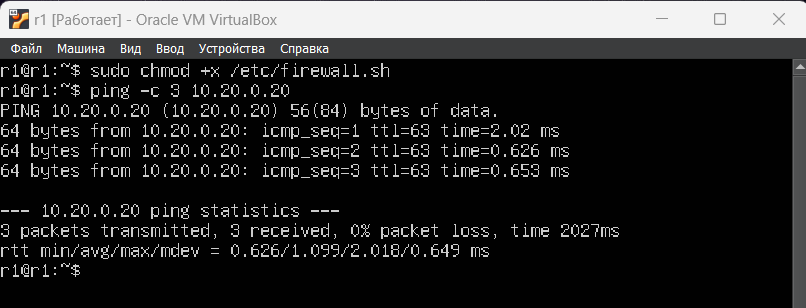 r1 [Работает] - Oracle VM VirtualBox
Файл Машина Вид Ввод Устройства Справка
r1@r1:~$ sudo chmod +x /etc/firewall.sh
r1@r1:~$ ping -c 3 10.20.0.20
PING 10.20.0.20 (10.20.0.20) 56(84) bytes of data.
64 bytes from 10.20.0.20: icmp_seq=1 ttl=63 time=2.02 ms
64 bytes from 10.20.0.20: icmp_seq=2 ttl=63 time=0.626 ms
64 bytes from 10.20.0.20: icmp_seq=3 ttl=63 time=0.653 ms
--- 10.20.0.20 ping statistics ---
3 packets transmitted, 3 received, 0% packet loss, time 2027ms
rtt min/avg/max/mdev = 0.626/1.099/2.018/0.649 ms
r1@r1:~$